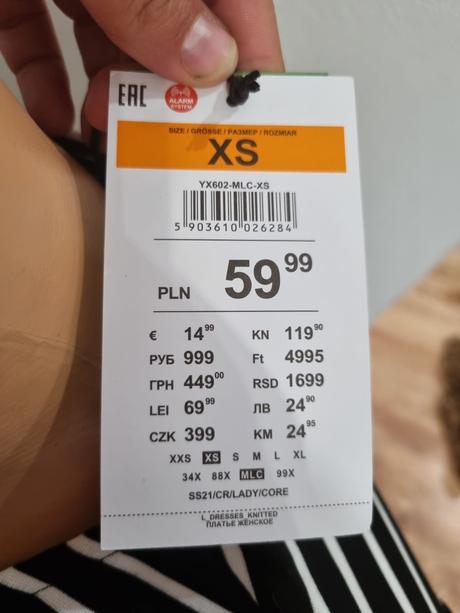 EAC ALARM SYSTEM
SIZE / GRÖSSE / РАЗМЕР / ROZMIAR
XS
YX602-MLC-XS
5 903610 026284
PLN 59 99
€ 14 99 KN 119 90
РУБ 999 Ft 4995
ГРН 449 00 RSD 1699
LEI 69 99 ЛВ 24 90
CZK 399 KM 24 95
XXS XS S M L XL
34X 88X MLC 99X
SS21/CR/LADY/CORE
L_DRESSES_KNITTED
ПЛАТЬЕ ЖЕНСКОЕ